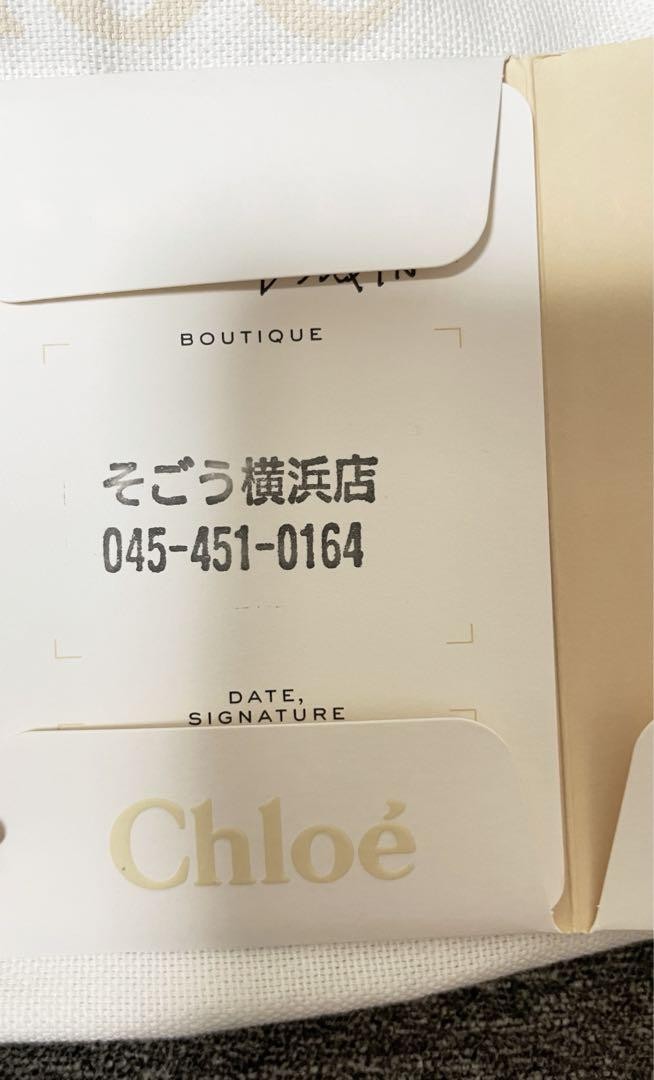 BOUTIQUE
そごう横浜店
045-451-0164
DATE,
SIGNATURE
Chloé